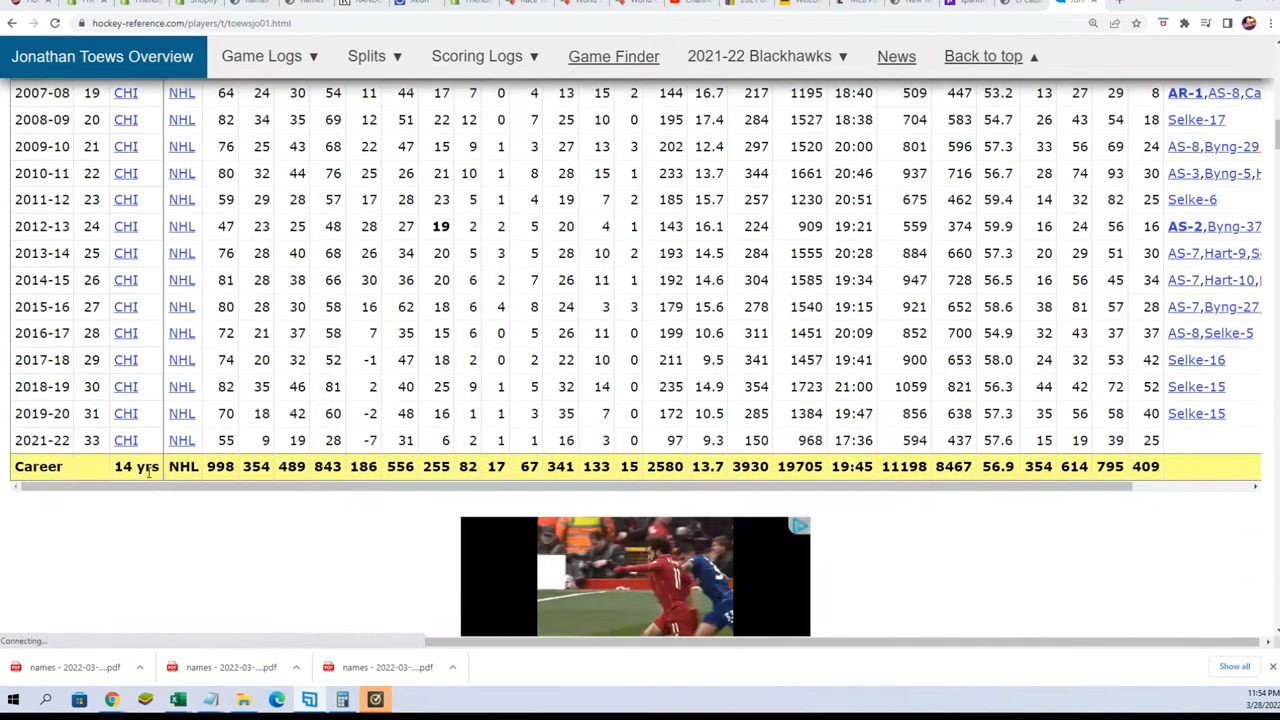 hockey-reference.com/players/t/toewsjo01.html
Jonathan Toews Overview Game Logs ▼ Splits ▼ Scoring Logs ▼ Game Finder 2021-22 Blackhawks ▼ News Back to top ▲
2007-08 19 CHI NHL 64 24 30 54 11 44 17 7 0 4 13 15 2 144 16.7 217 1195 18:40 509 447 53.2 13 27 29 8 AR-1,AS-8,Ca
2008-09 20 CHI NHL 82 34 35 69 12 51 22 12 0 7 25 10 0 195 17.4 284 1527 18:38 704 583 54.7 26 43 54 18 Selke-17
2009-10 21 CHI NHL 76 25 43 68 22 47 15 9 1 3 27 13 3 202 12.4 297 1520 20:00 801 596 57.3 33 56 69 24 AS-8,Byng-29,
2010-11 22 CHI NHL 80 32 44 76 25 26 21 10 1 8 28 15 1 233 13.7 344 1661 20:46 937 716 56.7 28 74 93 30 AS-3,Byng-5,H
2011-12 23 CHI NHL 59 29 28 57 17 28 23 5 1 4 19 7 2 185 15.7 257 1230 20:51 675 462 59.4 14 32 82 25 Selke-6
2012-13 24 CHI NHL 47 23 25 48 28 27 19 2 2 5 20 4 1 143 16.1 224 909 19:21 559 374 59.9 16 24 56 16 AS-2,Byng-37
2013-14 25 CHI NHL 76 28 40 68 26 34 20 5 3 5 28 10 2 193 14.5 284 1555 20:28 884 660 57.3 20 29 51 30 AS-7,Hart-9,S
2014-15 26 CHI NHL 81 28 38 66 30 36 20 6 2 7 26 11 1 192 14.6 304 1585 19:34 947 728 56.5 16 56 45 34 AS-7,Hart-10,
2015-16 27 CHI NHL 80 28 30 58 16 62 18 6 4 8 24 3 3 179 15.6 278 1540 19:15 921 652 58.6 38 81 57 28 AS-7,Byng-27,
2016-17 28 CHI NHL 72 21 37 58 7 35 15 6 0 5 26 11 0 199 10.6 311 1451 20:09 852 700 54.9 32 43 37 37 AS-8,Selke-5
2017-18 29 CHI NHL 74 20 32 52 -1 47 18 2 0 2 22 10 0 211 9.5 341 1457 19:41 900 653 58.0 24 32 53 42 Selke-16
2018-19 30 CHI NHL 82 35 46 81 2 40 25 9 1 5 32 14 0 235 14.9 354 1723 21:00 1059 821 56.3 44 42 72 52 Selke-15
2019-20 31 CHI NHL 70 18 42 60 -2 48 16 1 1 3 35 7 0 172 10.5 285 1384 19:47 856 638 57.3 35 56 58 40 Selke-15
2021-22 33 CHI NHL 55 9 19 28 -7 31 6 2 1 1 16 3 0 97 9.3 150 968 17:36 594 437 57.6 15 19 39 25
Career 14 yrs NHL 998 354 489 843 186 556 255 82 17 67 341 133 15 2580 13.7 3930 19705 19:45 11198 8467 56.9 354 614 795 409
11
Connecting...
names - 2022-03-....pdf names - 2022-03-....pdf names - 2022-03-....pdf Show all
11:54 PM
3/28/2022